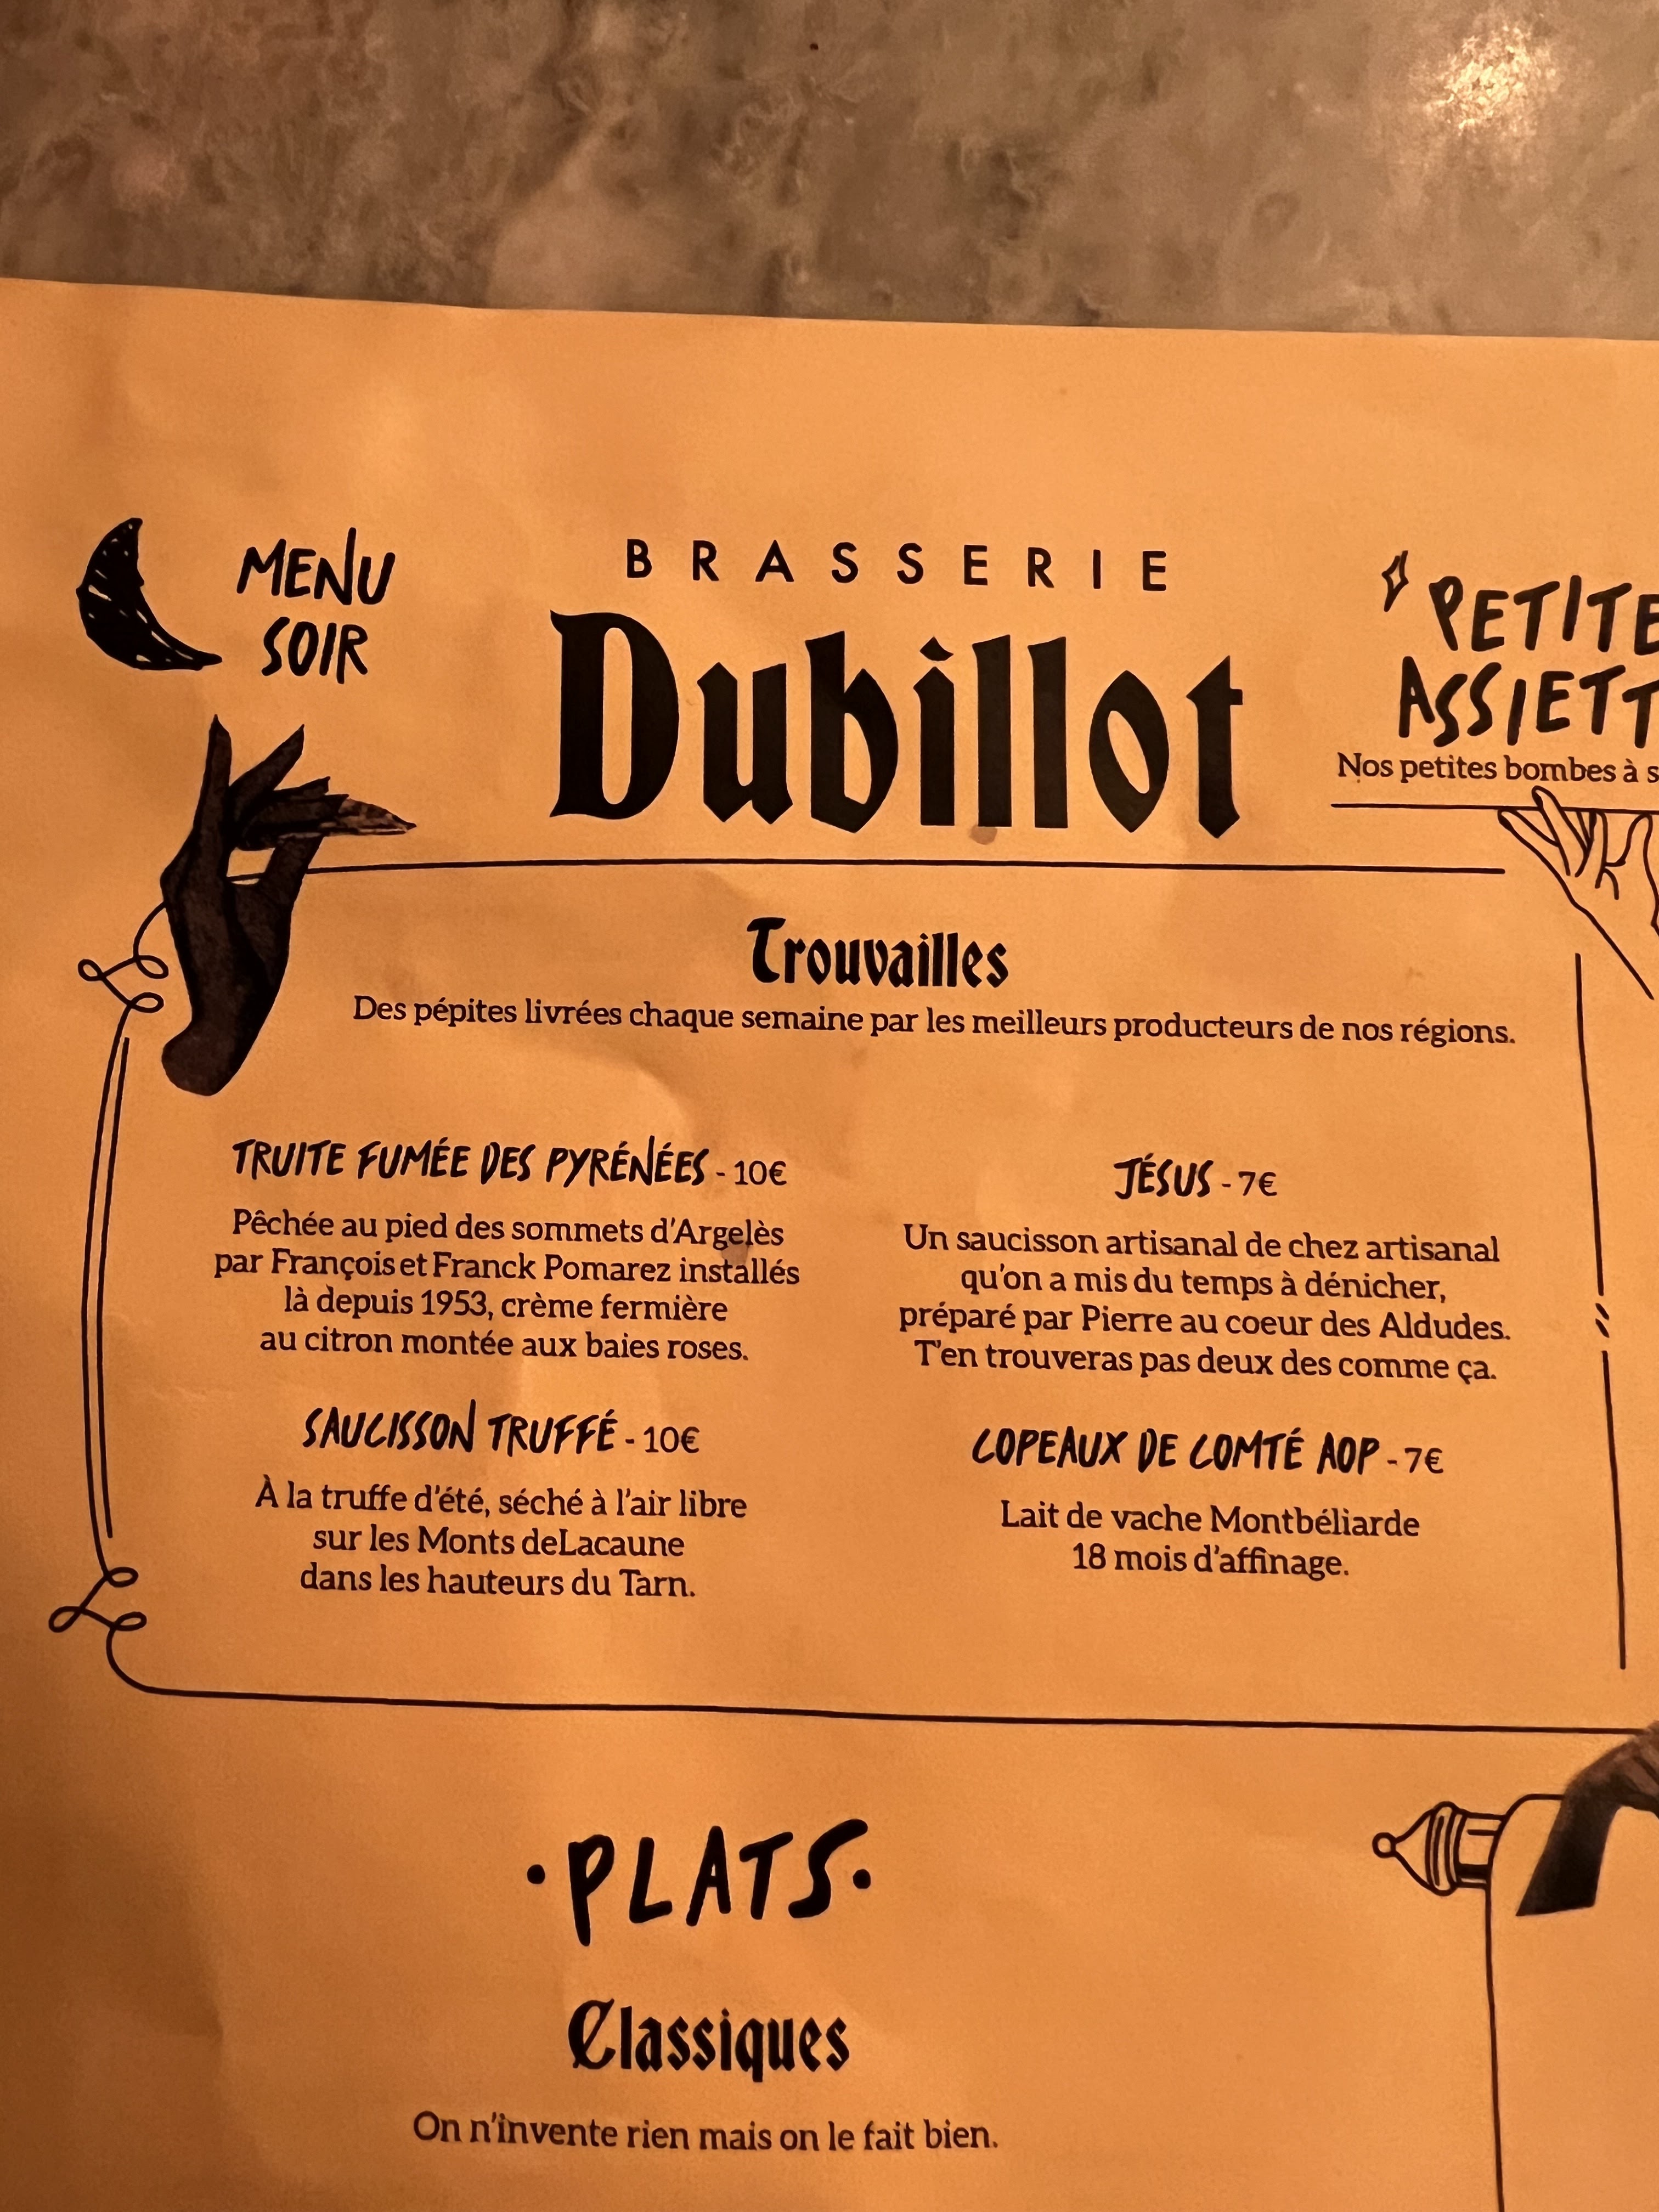 MENU
SOIR
BRASSERIE
Dubillot
PETITE
ASSIETT
Nos petites bombes à s
Trouvailles
Des pépites livrées chaque semaine par les meilleurs producteurs de nos régions.
TRUITE FUMÉE DES PYRÉNÉES - 10€
Pêchée au pied des sommets d'Argelès
par François et Franck Pomarez installés
là depuis 1953, crème fermière
au citron montée aux baies roses.
JÉSUS - 7€
Un saucisson artisanal de chez artisanal
qu'on a mis du temps à dénicher,
préparé par Pierre au coeur des Aldudes.
T'en trouveras pas deux des comme ça.
SAUCISSON TRUFFÉ - 10€
À la truffe d'été, séché à l'air libre
sur les Monts deLacaune
dans les hauteurs du Tarn.
COPEAUX DE COMTÉ AOP - 7€
Lait de vache Montbéliarde
18 mois d'affinage.
·PLATS·
Classiques
On n'invente rien mais on le fait bien.